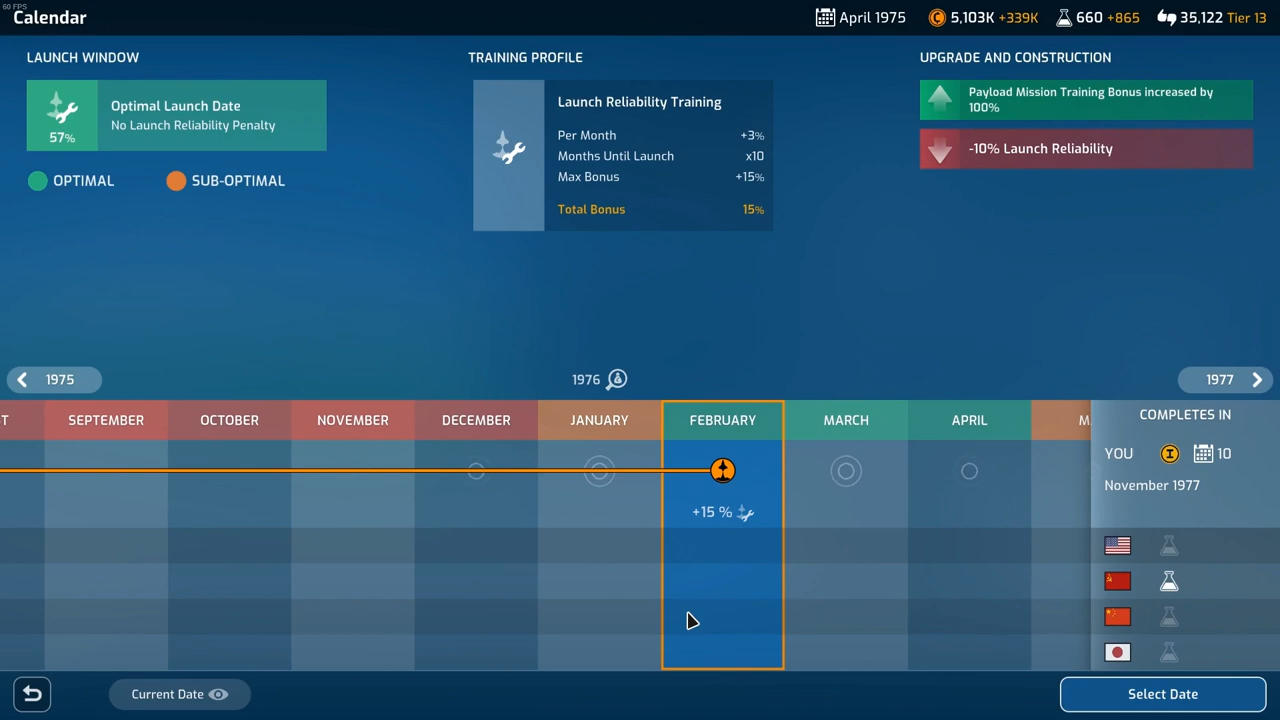 60 FPS
Calendar
April 1975
5,103K +339K
660 +865
35,122 Tier 13
LAUNCH WINDOW
57%
Optimal Launch Date
No Launch Reliability Penalty
OPTIMAL
SUB-OPTIMAL
TRAINING PROFILE
Launch Reliability Training
Per Month +3%
Months Until Launch x10
Max Bonus +15%
Total Bonus 15%
UPGRADE AND CONSTRUCTION
Payload Mission Training Bonus increased by
100%
-10% Launch Reliability
1975
1976
1977
T
SEPTEMBER
OCTOBER
NOVEMBER
DECEMBER
JANUARY
FEBRUARY
MARCH
APRIL
M
+15 %
COMPLETES IN
YOU I 10
November 1977
Current Date
Select Date